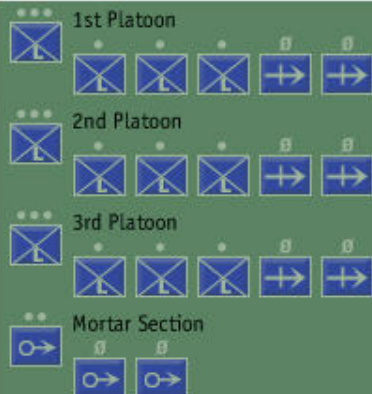 1st Platoon
L
L L L
Ø Ø
2nd Platoon
L
L L L
Ø Ø
3rd Platoon
L
L L L
Ø Ø
Mortar Section
Ø Ø